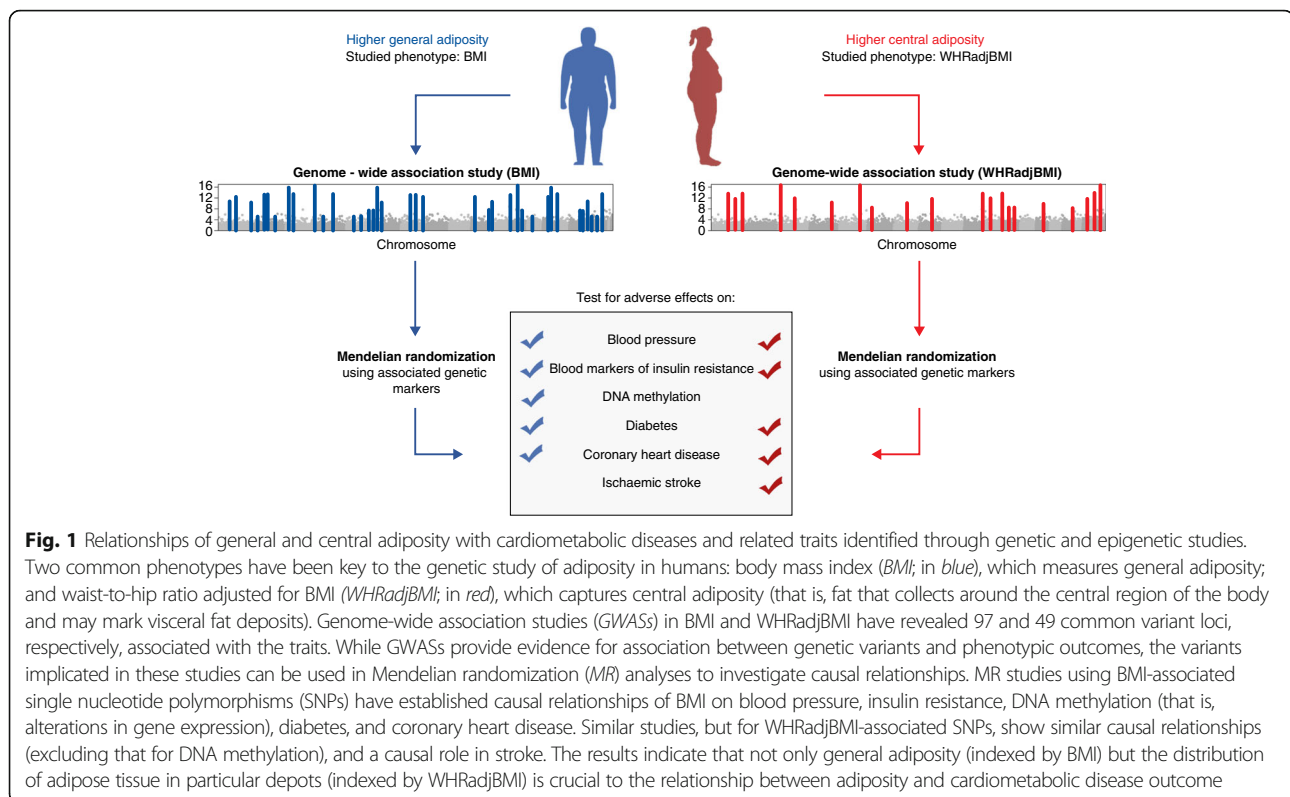 Higher general adiposity
Studied phenotype: BMI
Higher central adiposity
Studied phenotype: WHRadjBMI
Genome - wide association study (BMI)
16
12
8
4
0
Chromosome
Genome-wide association study (WHRadjBMI)
16
12
8
4
0
Chromosome
Test for adverse effects on:
Mendelian randomization
using associated genetic
markers
Blood pressure
Blood markers of insulin resistance
DNA methylation
Diabetes
Coronary heart disease
Ischaemic stroke
Mendelian randomization
using associated genetic markers
Fig. 1 Relationships of general and central adiposity with cardiometabolic diseases and related traits identified through genetic and epigenetic studies.
Two common phenotypes have been key to the genetic study of adiposity in humans: body mass index (BMI; in blue), which measures general adiposity;
and waist-to-hip ratio adjusted for BMI (WHRadjBMI; in red), which captures central adiposity (that is, fat that collects around the central region of the body
and may mark visceral fat deposits). Genome-wide association studies (GWASs) in BMI and WHRadjBMI have revealed 97 and 49 common variant loci,
respectively, associated with the traits. While GWASs provide evidence for association between genetic variants and phenotypic outcomes, the variants
implicated in these studies can be used in Mendelian randomization (MR) analyses to investigate causal relationships. MR studies using BMI-associated
single nucleotide polymorphisms (SNPs) have established causal relationships of BMI on blood pressure, insulin resistance, DNA methylation (that is,
alterations in gene expression), diabetes, and coronary heart disease. Similar studies, but for WHRadjBMI-associated SNPs, show similar causal relationships
(excluding that for DNA methylation), and a causal role in stroke. The results indicate that not only general adiposity (indexed by BMI) but the distribution
of adipose tissue in particular depots (indexed by WHRadjBMI) is crucial to the relationship between adiposity and cardiometabolic disease outcome